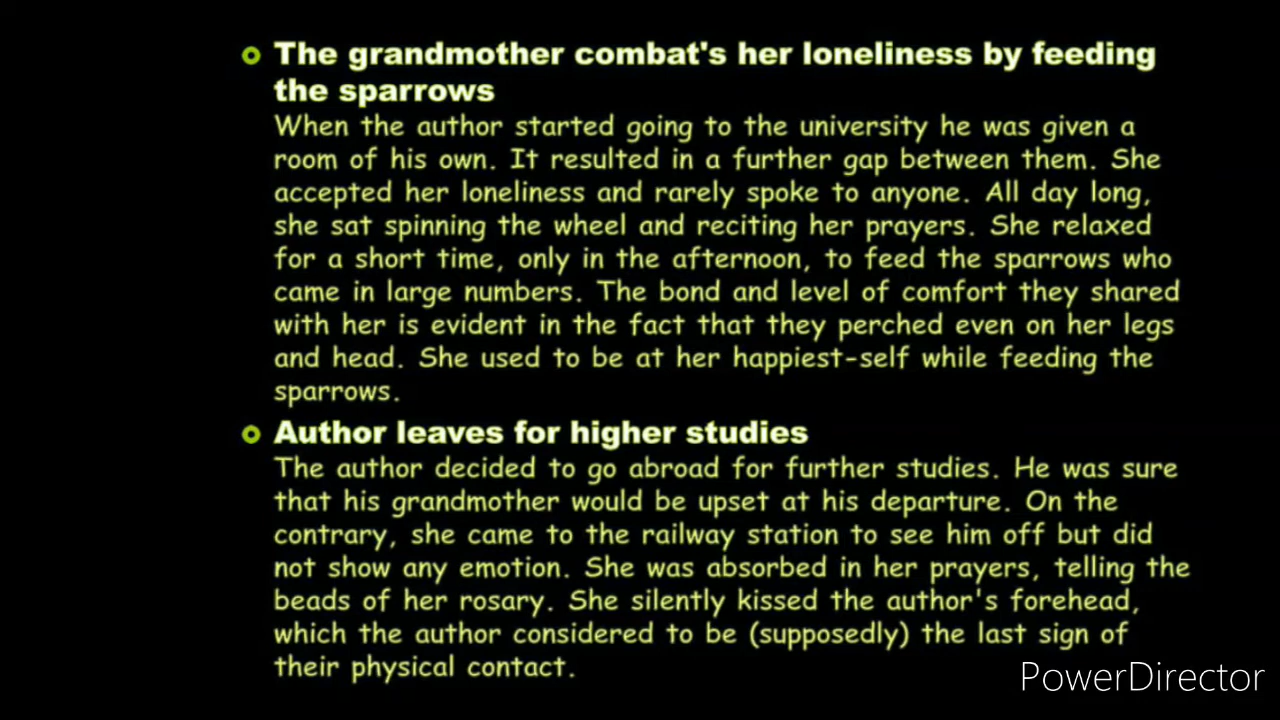 The grandmother combat's her loneliness by feeding
the sparrows
When the author started going to the university he was given a
room of his own. It resulted in a further gap between them. She
accepted her loneliness and rarely spoke to anyone. All day long,
she sat spinning the wheel and reciting her prayers. She relaxed
for a short time, only in the afternoon, to feed the sparrows who
came in large numbers. The bond and level of comfort they shared
with her is evident in the fact that they perched even on her legs
and head. She used to be at her happiest-self while feeding the
sparrows.
Author leaves for higher studies
The author decided to go abroad for further studies. He was sure
that his grandmother would be upset at his departure. On the
contrary, she came to the railway station to see him off but did
not show any emotion. She was absorbed in her prayers, telling the
beads of her rosary. She silently kissed the author's forehead,
which the author considered to be (supposedly) the last sign of
their physical contact.
PowerDirector